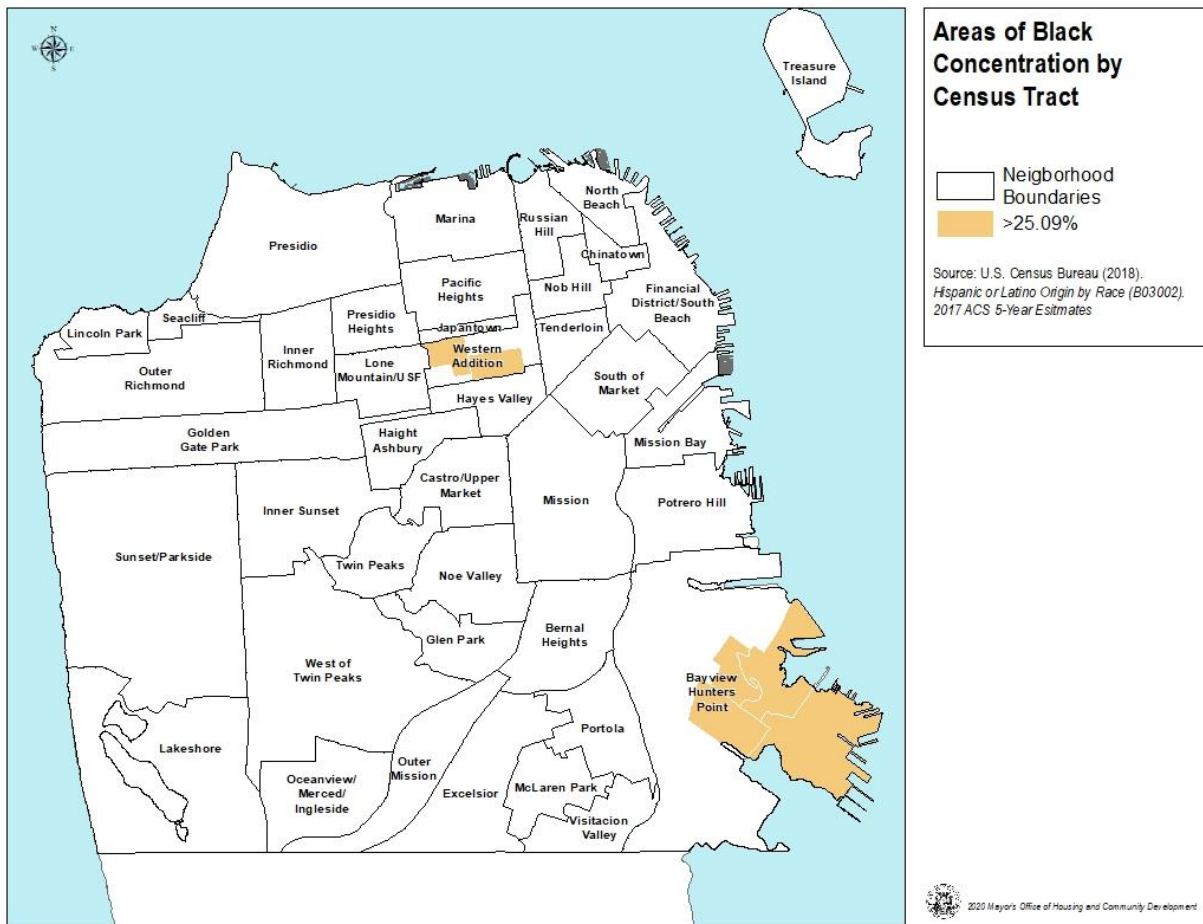 N
W
E
S
Treasure
Island
North
Beach
Russian
Hill
Marina
Presidio
Chinatown
Pacific
Heights
Nob Hill
Financial
District/South
Beach
Seacliff
Presidio
Heights
Lincoln Park
Japantown
Tenderloin
Inner
Richmond
Western
Addition
Lone
Mountain/USF
Outer
Richmond
South of
Market
Hayes Valley
Golden
Gate Park
Haight
Ashbury
Mission Bay
Castro/Upper
Market
Mission
Potrero Hill
Inner Sunset
Sunset/Parkside
Twin Peaks
Noe Valley
Glen Park
Bernal
Heights
West of
Twin Peaks
Bayview
Hunters
Point
Portola
Lakeshore
Outer
Mission
Oceanview/
Merced/
Ingleside
Excelsior
McLaren Park
Visitacion
Valley
Areas of Black
Concentration by
Census Tract
Neigborhood
Boundaries
>25.09%
Source: U.S. Census Bureau (2018).
Hispanic or Latino Origin by Race (B03002).
2017 ACS 5-Year Esitmates
2020 Mayor's Office of Housing and Community Development